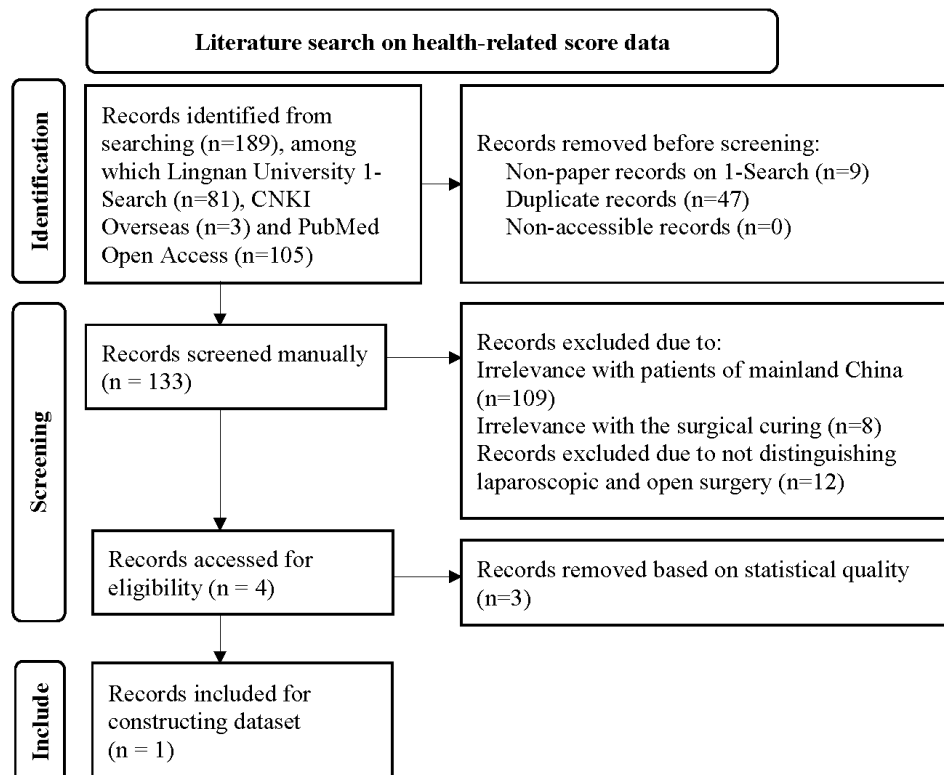 Literature search on health-related score data
Identification
Records identified from
searching (n=189), among
which Lingnan University 1-
Search (n=81), CNKI
Overseas (n=3) and PubMed
Open Access (n=105)
Records removed before screening:
Non-paper records on 1-Search (n=9)
Duplicate records (n=47)
Non-accessible records (n=0)
Screening
Records screened manually
(n = 133)
Records excluded due to:
Irrelevance with patients of mainland China
(n=109)
Irrelevance with the surgical curing (n=8)
Records excluded due to not distinguishing
laparoscopic and open surgery (n=12)
Records accessed for
eligibility (n = 4)
Records removed based on statistical quality
(n=3)
Include
Records included for
constructing dataset
(n = 1)